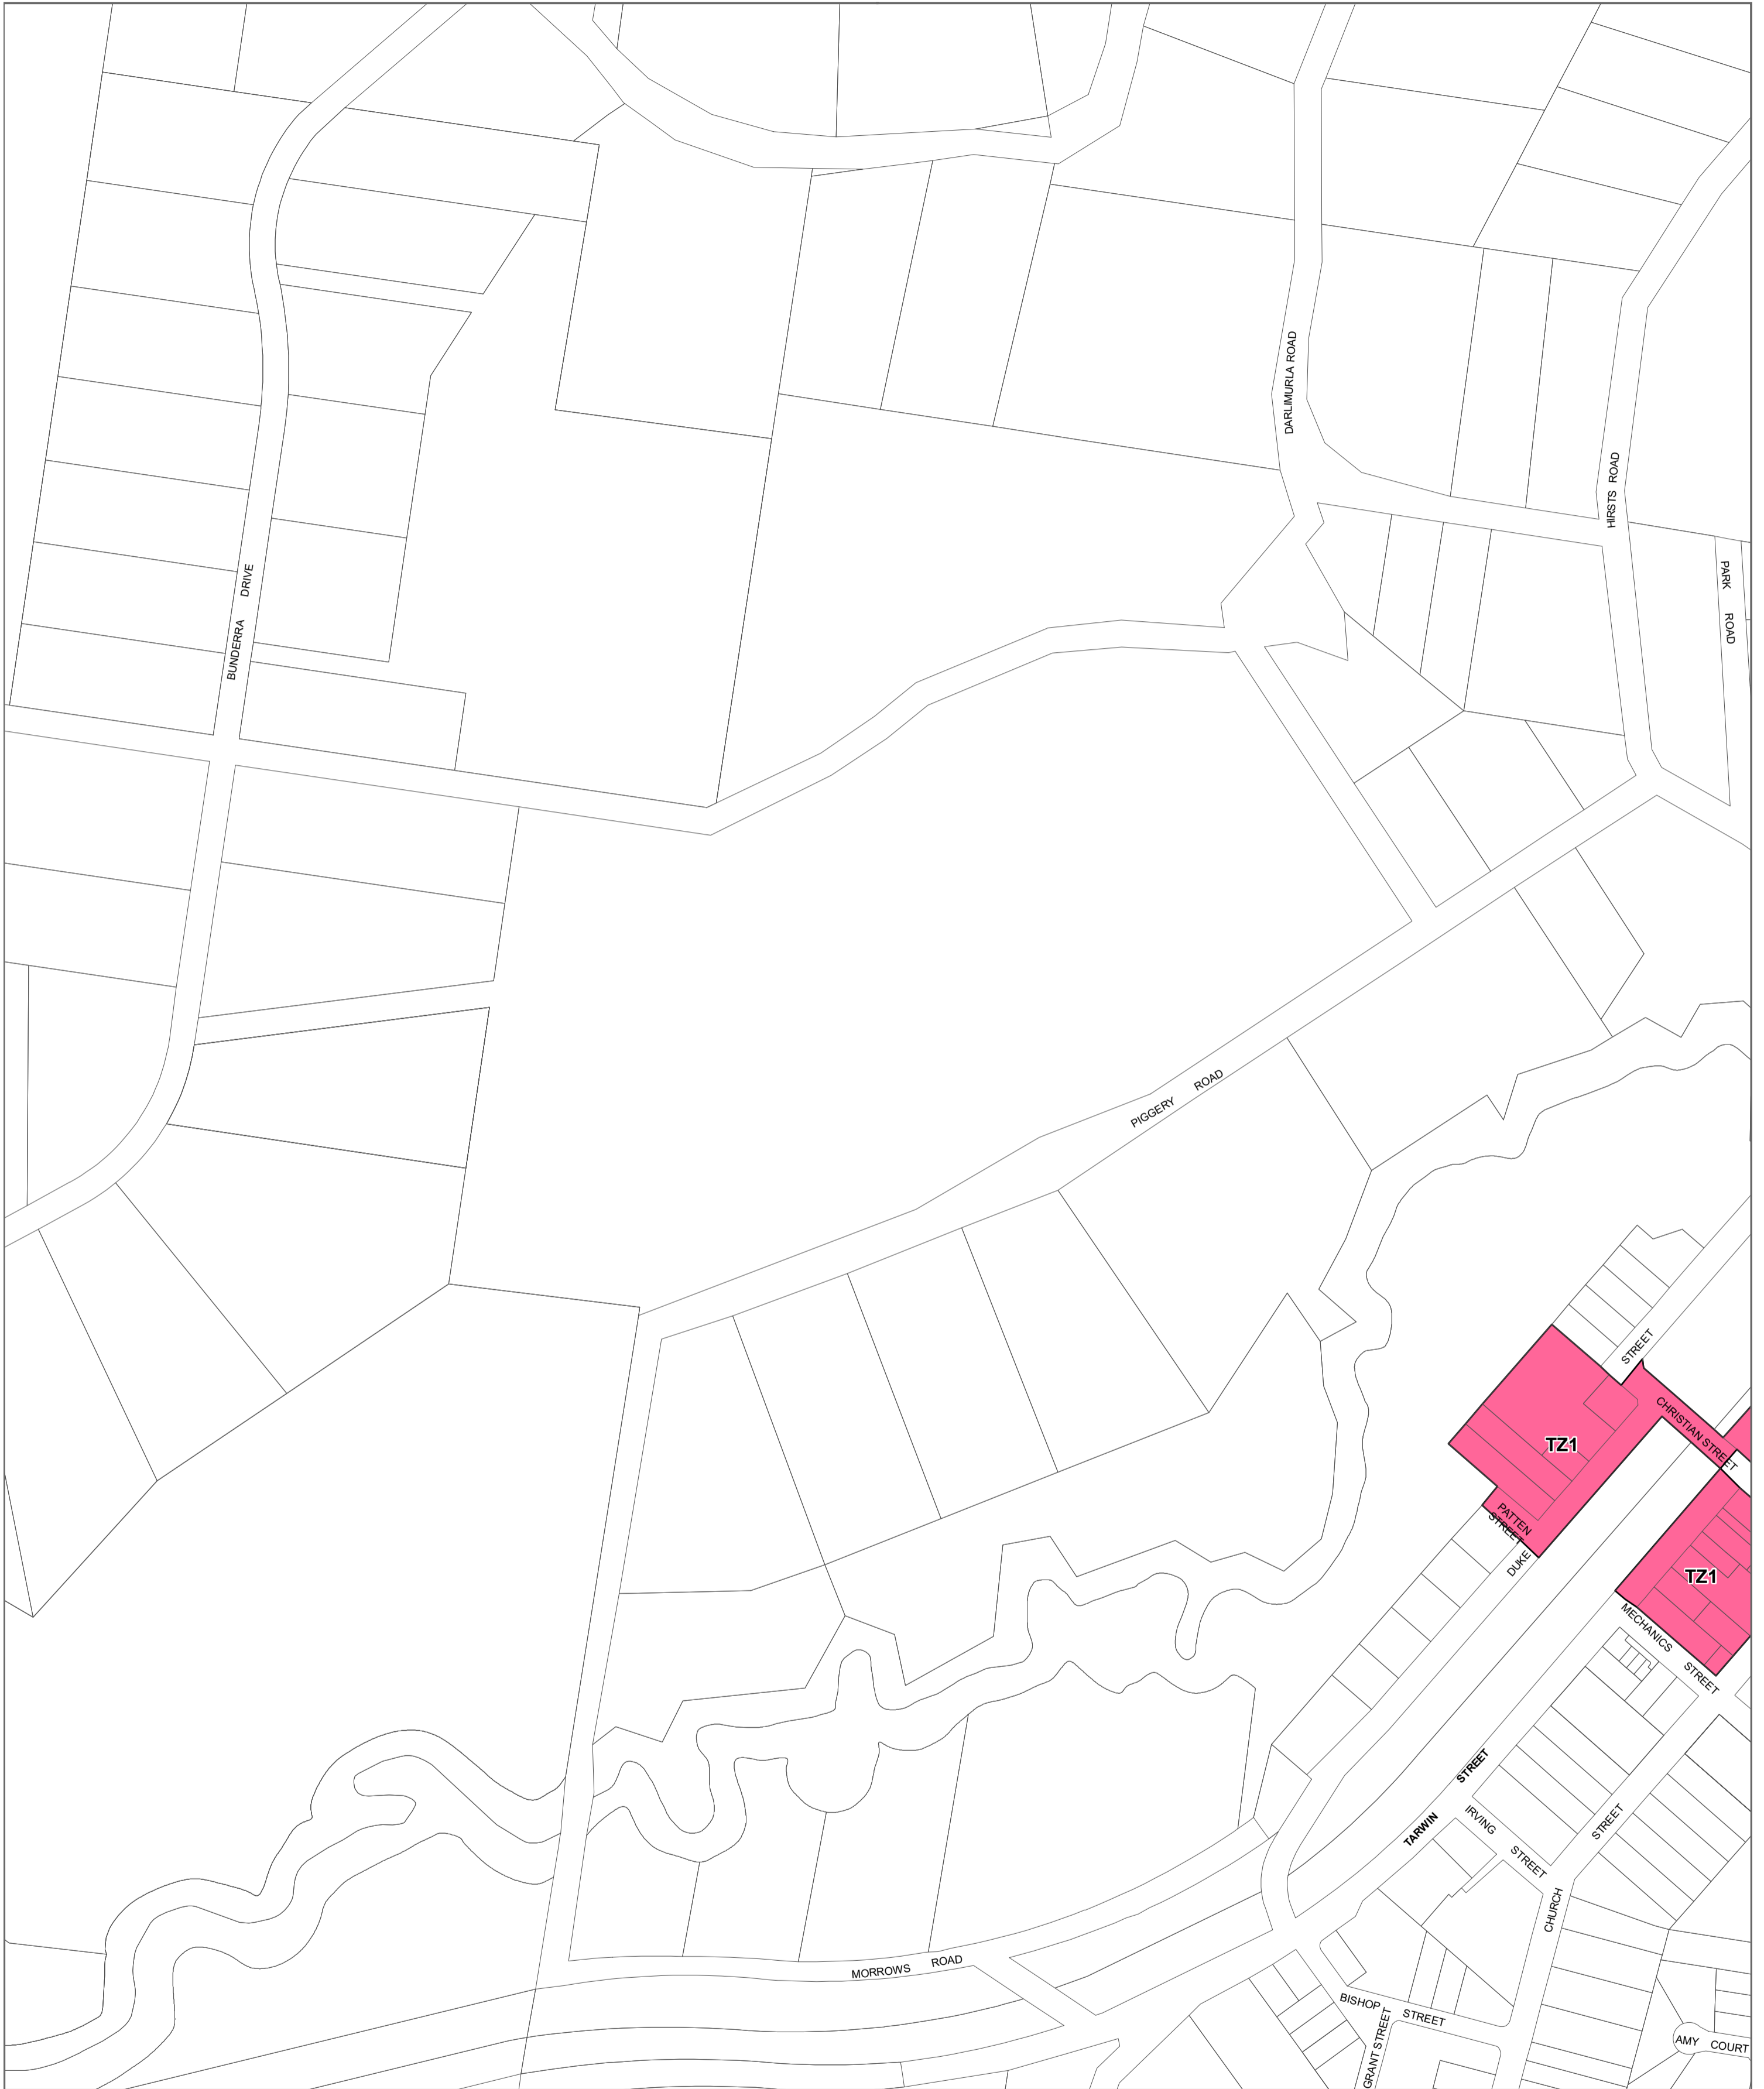 DARLIMURLA ROAD
HIRSTS ROAD
PARK ROAD
BUNDERRA DRIVE
PIGGERY ROAD
STREET
CHRISTIAN STREET
TZ1
PATTEN
STREET
DUKE
TZ1
MECHANICS STREET
TARWIN STREET
IRVING STREET
CHURCH STREET
MORROWS ROAD
BISHOP STREET
GRANT STREET
AMY COURT